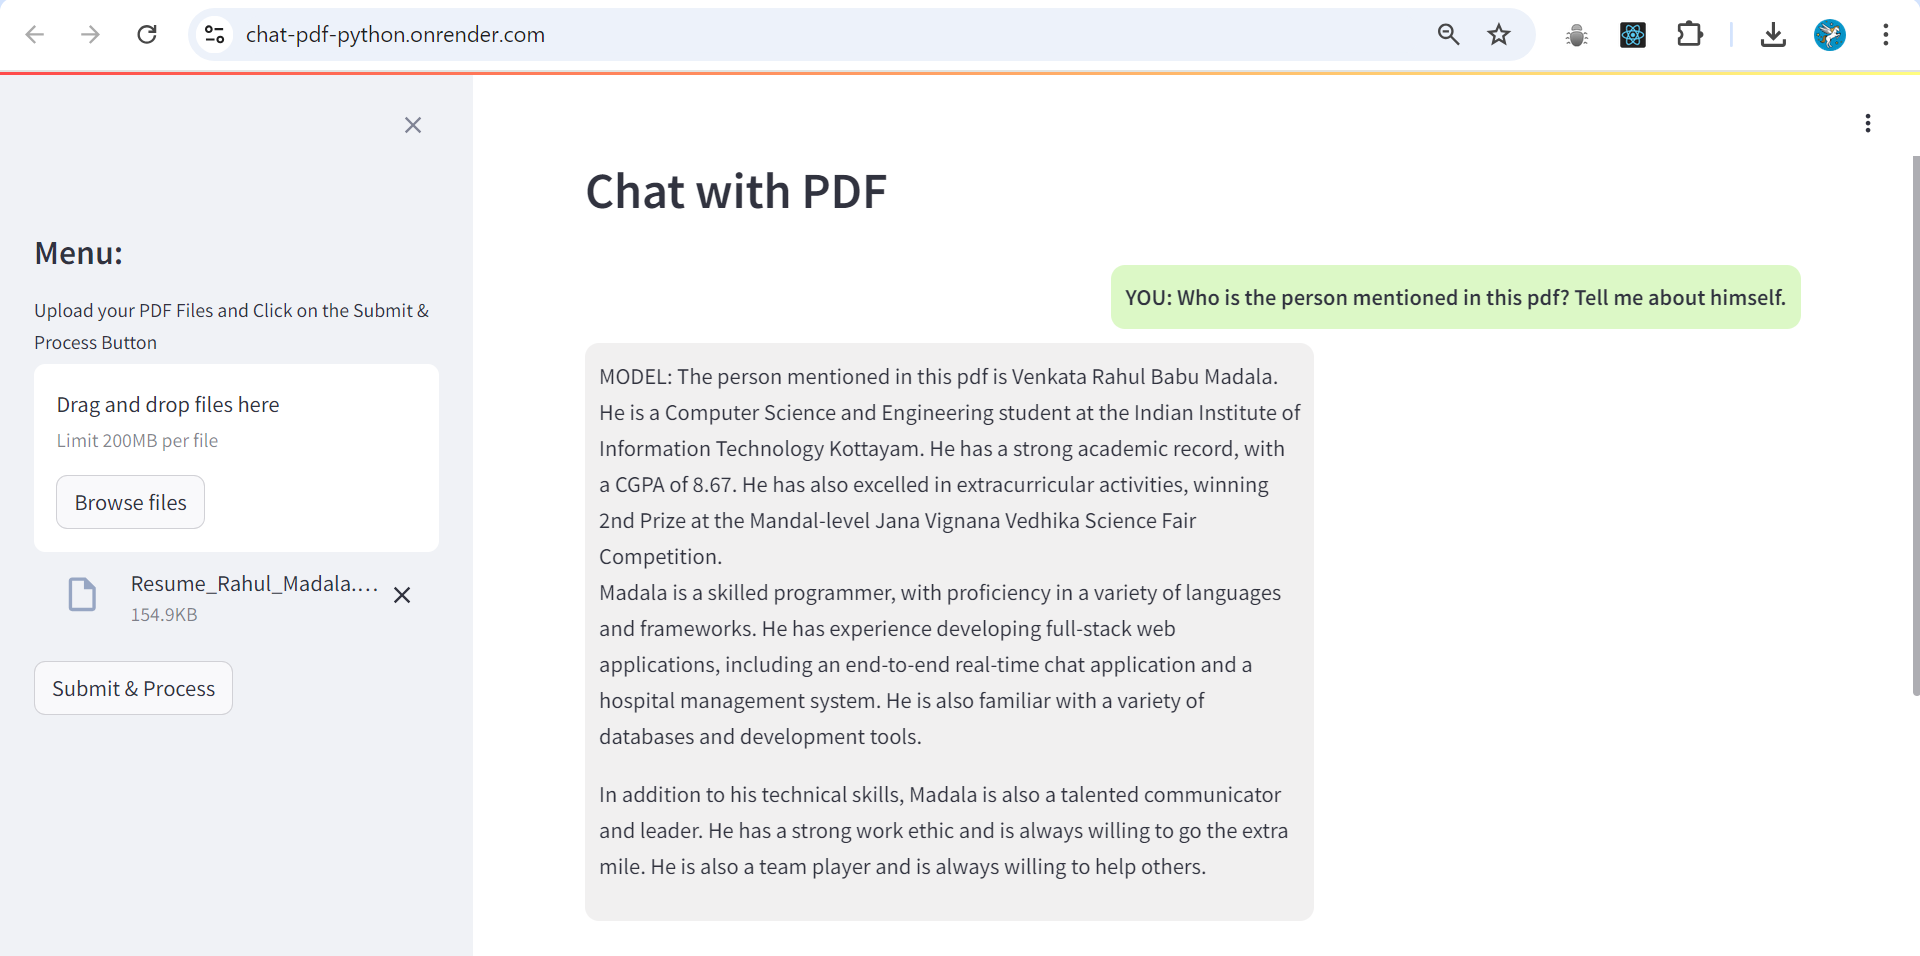 chat-pdf-python.onrender.com
Menu:
Upload your PDF Files and Click on the Submit &
Process Button
Drag and drop files here
Limit 200MB per file
Browse files
Resume_Rahul_Madala....
154.9KB
Submit & Process
Chat with PDF
YOU: Who is the person mentioned in this pdf? Tell me about himself.
MODEL: The person mentioned in this pdf is Venkata Rahul Babu Madala.
He is a Computer Science and Engineering student at the Indian Institute of
Information Technology Kottayam. He has a strong academic record, with
a CGPA of 8.67. He has also excelled in extracurricular activities, winning
2nd Prize at the Mandal-level Jana Vignana Vedhika Science Fair
Competition.
Madala is a skilled programmer, with proficiency in a variety of languages
and frameworks. He has experience developing full-stack web
applications, including an end-to-end real-time chat application and a
hospital management system. He is also familiar with a variety of
databases and development tools.
In addition to his technical skills, Madala is also a talented communicator
and leader. He has a strong work ethic and is always willing to go the extra
mile. He is also a team player and is always willing to help others.